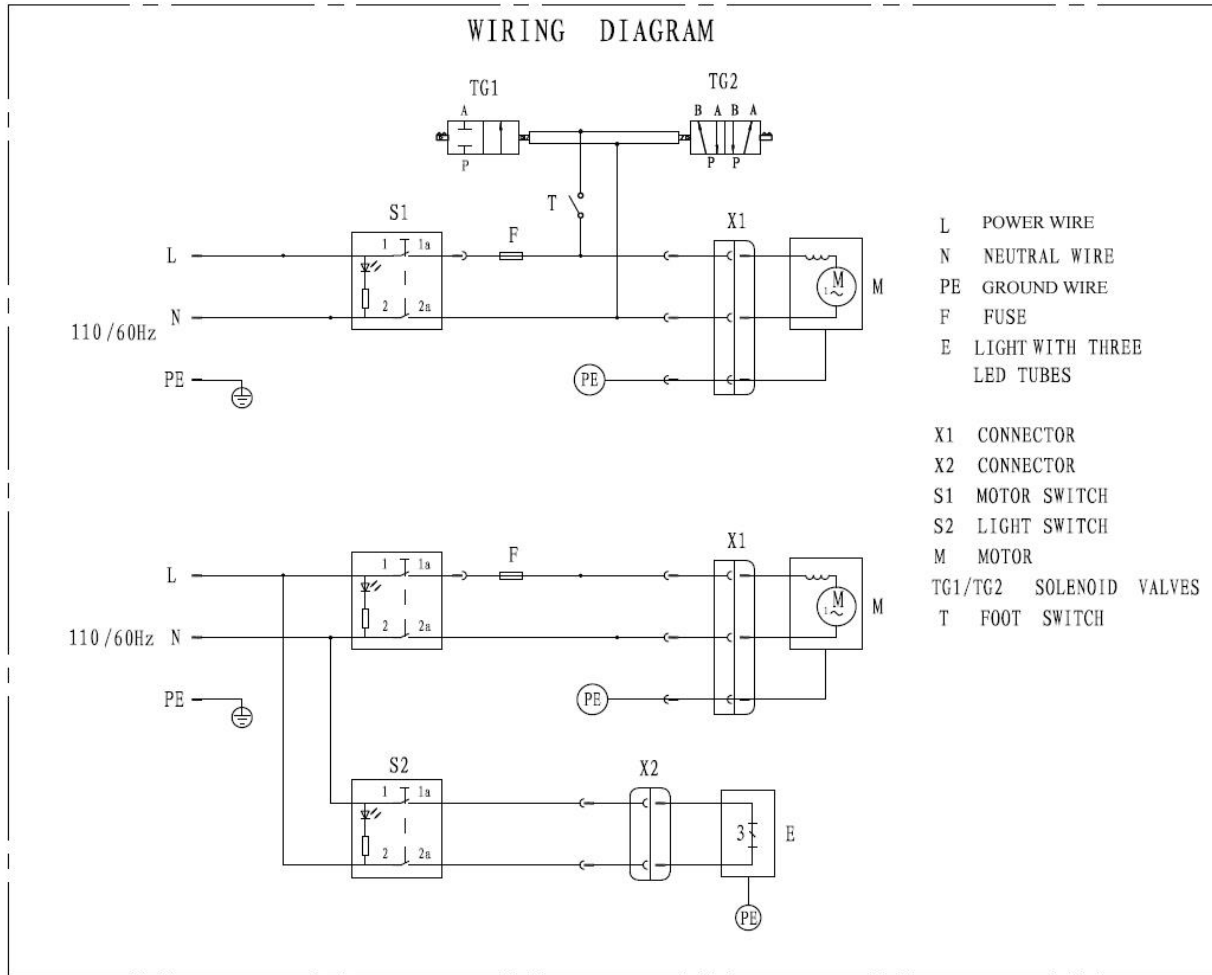 WIRING DIAGRAM
TG1
TG2
A
B A B A
P
P P
T
S1
F
X1
L
1 1a
M
1~
M
N
2 2a
110/60Hz
PE
PE
L POWER WIRE
N NEUTRAL WIRE
PE GROUND WIRE
F FUSE
E LIGHT WITH THREE
LED TUBES
X1 CONNECTOR
X2 CONNECTOR
S1 MOTOR SWITCH
S2 LIGHT SWITCH
M MOTOR
TG1/TG2 SOLENOID VALVES
T FOOT SWITCH
F
X1
L
1 1a
M
1~
M
110/60Hz N
2 2a
PE
PE
S2
X2
1 1a
3
E
2 2a
PE